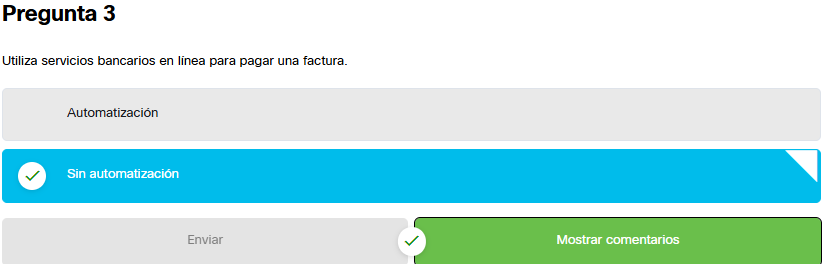 Pregunta 3
Utiliza servicios bancarios en línea para pagar una factura.
Automatización
Sin automatización
Enviar
Mostrar comentarios